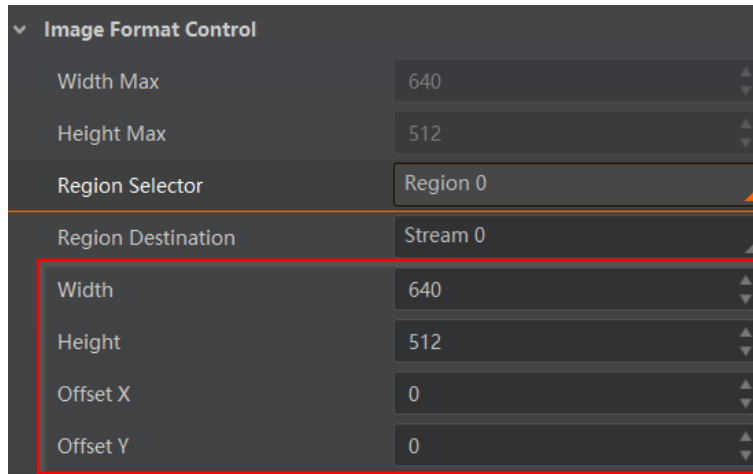 Image Format Control
Width Max 640
Height Max 512
Region Selector Region 0
Region Destination Stream 0
Width 640
Height 512
Offset X 0
Offset Y 0